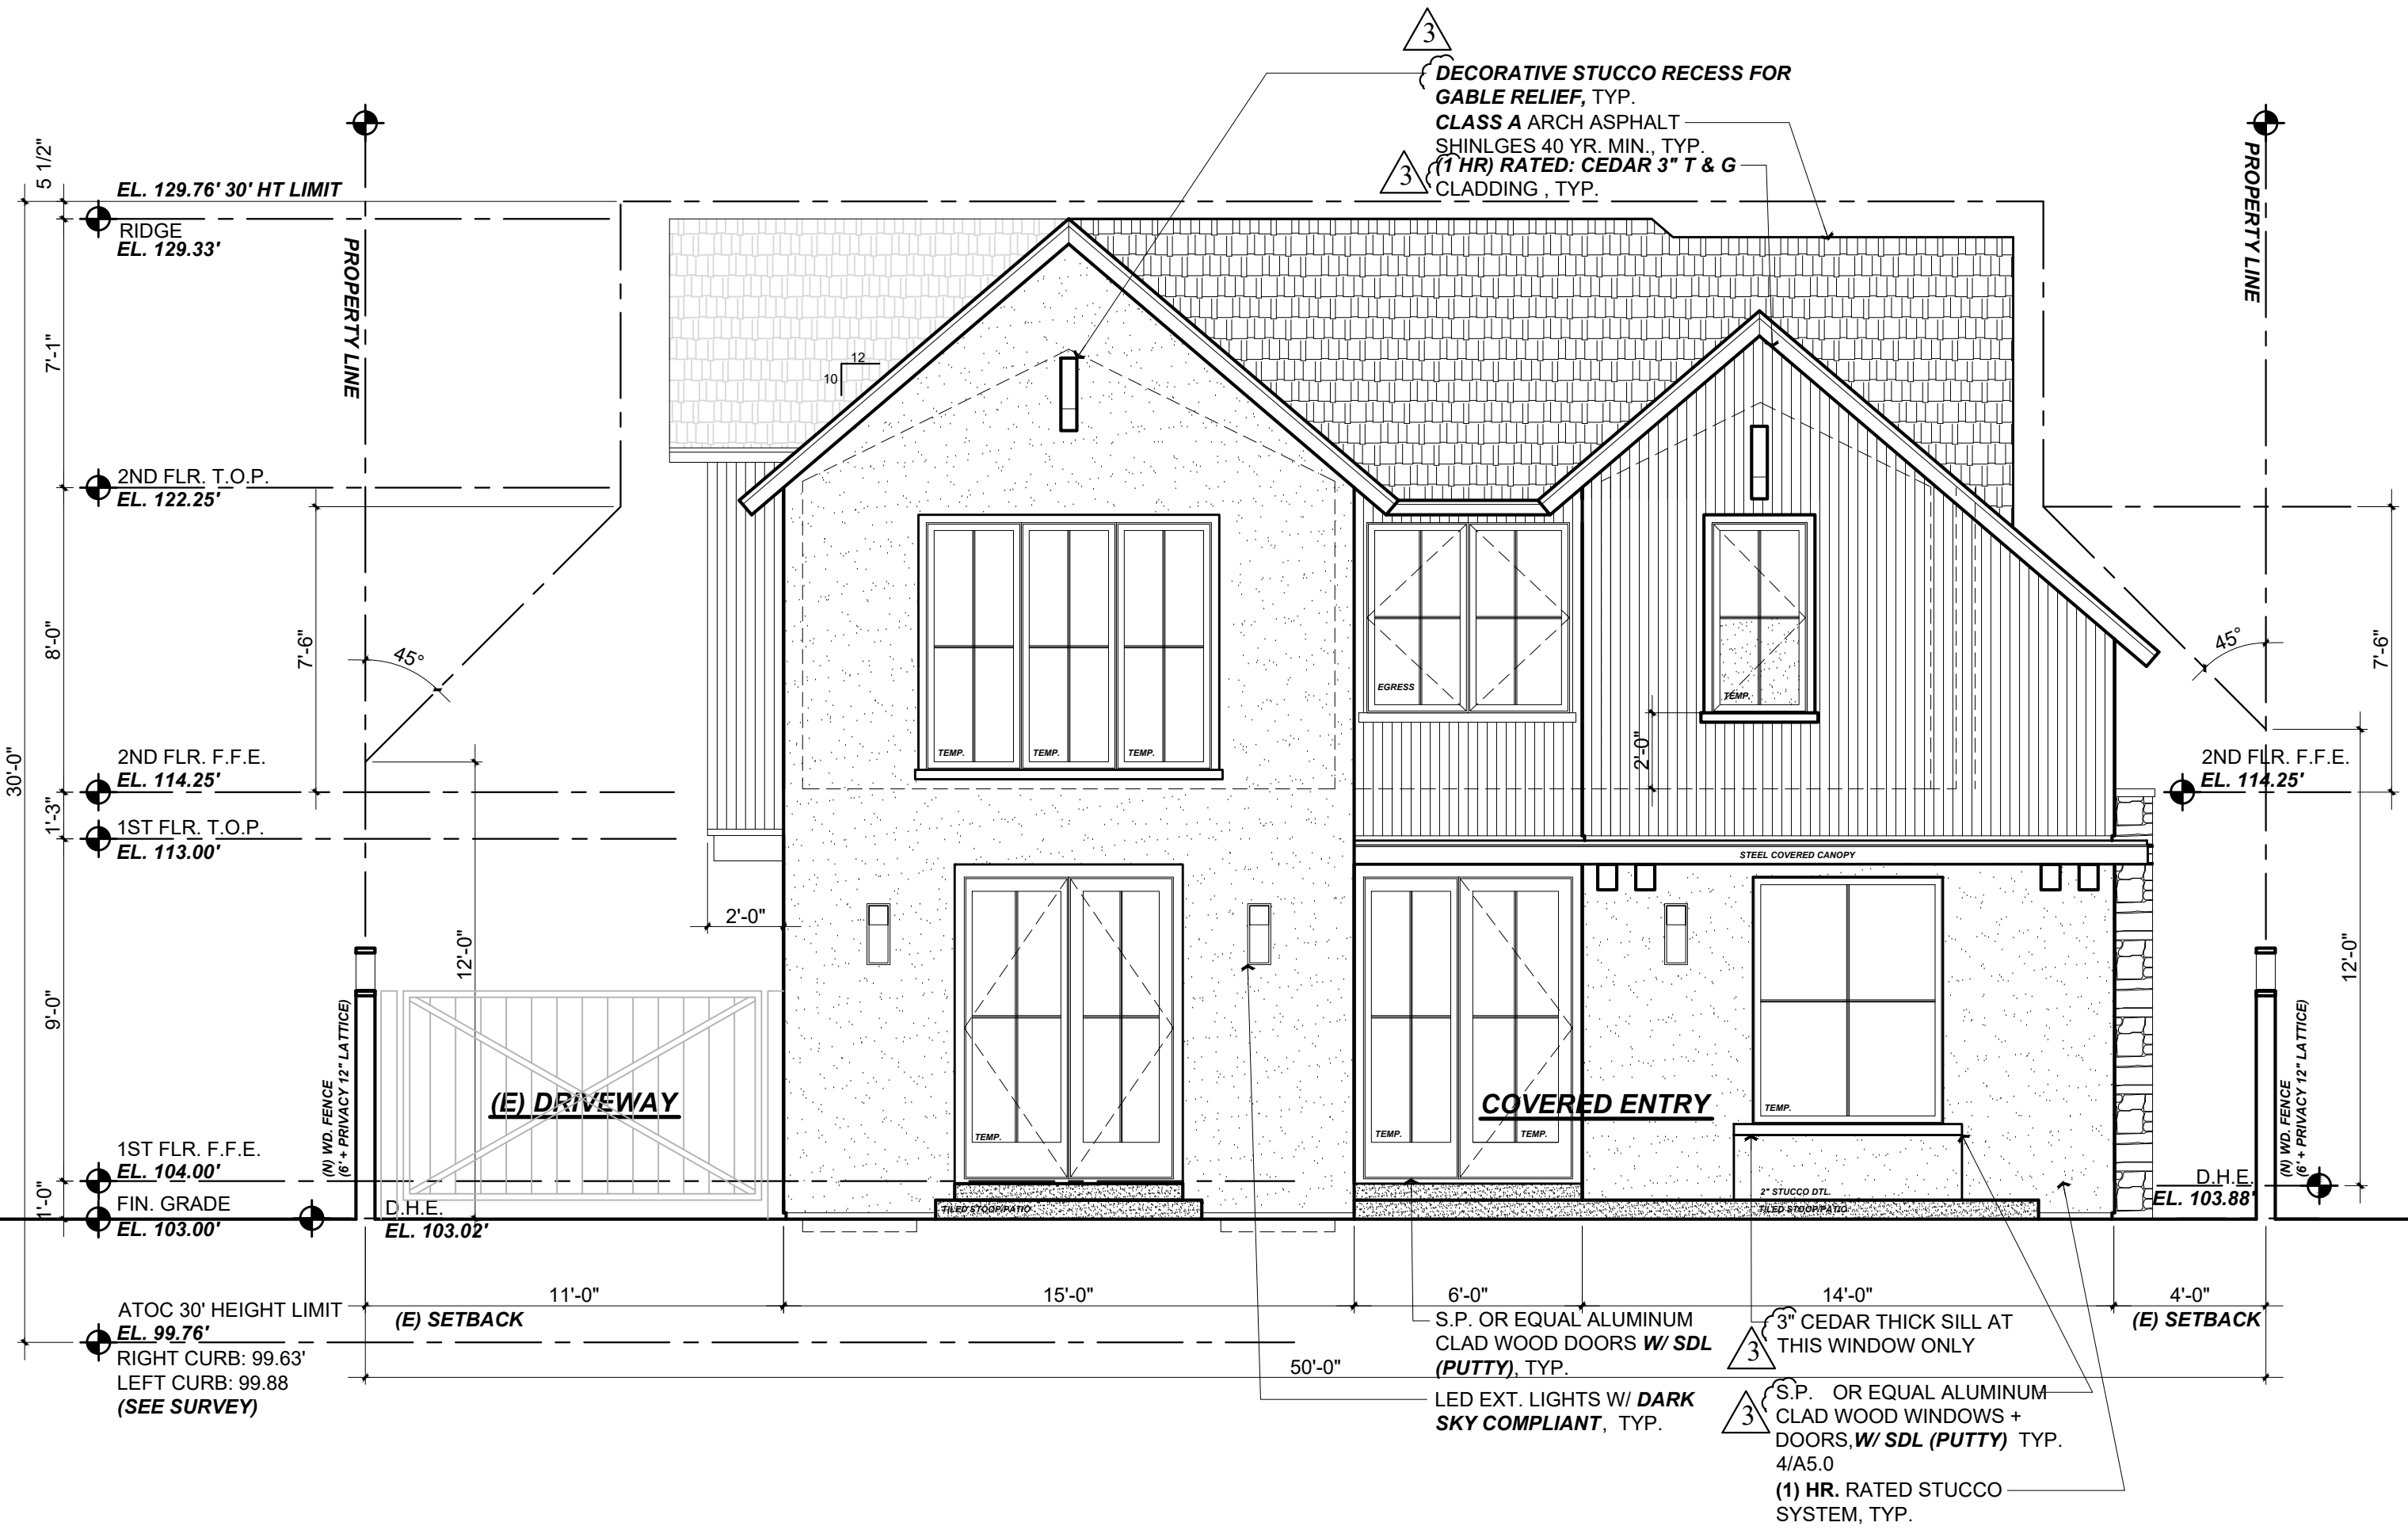 3
DECORATIVE STUCCO RECESS FOR
GABLE RELIEF, TYP.
CLASS A ARCH ASPHALT
SHINLGES 40 YR. MIN., TYP.
3
(1 HR) RATED: CEDAR 3" T & G
CLADDING , TYP.
5 1/2"
EL. 129.76' 30' HT LIMIT
RIDGE
EL. 129.33'
PROPERTY LINE
PROPERTY LINE
7'-1"
12
10
2ND FLR. T.O.P.
EL. 122.25'
8'-0"
7'-6"
45°
45°
7'-6"
EGRESS
TEMP.
TEMP.
TEMP.
TEMP.
2'-0"
30'-0"
2ND FLR. F.F.E.
EL. 114.25'
2ND FLR. F.F.E.
EL. 114.25'
1'-3"
1ST FLR. T.O.P.
EL. 113.00'
STEEL COVERED CANOPY
2'-0"
12'-0"
12'-0"
9'-0"
(N) WD. FENCE
(6' + PRIVACY 12" LATTICE)
(E) DRIVEWAY
COVERED ENTRY
TEMP.
TEMP.
TEMP.
TEMP.
(N) WD. FENCE
(6' + PRIVACY 12" LATTICE)
1ST FLR. F.F.E.
EL. 104.00'
1'-0"
FIN. GRADE
EL. 103.00'
D.H.E.
EL. 103.02'
TILED STOOP/PATIO
2" STUCCO DTL.
TILED STOOP/PATIO
D.H.E.
EL. 103.88'
11'-0"
15'-0"
6'-0"
14'-0"
4'-0"
(E) SETBACK
(E) SETBACK
ATOC 30' HEIGHT LIMIT
EL. 99.76'
RIGHT CURB: 99.63'
LEFT CURB: 99.88
(SEE SURVEY)
50'-0"
S.P. OR EQUAL ALUMINUM
CLAD WOOD DOORS W/ SDL
(PUTTY), TYP.
LED EXT. LIGHTS W/ DARK
SKY COMPLIANT, TYP.
3
3" CEDAR THICK SILL AT
THIS WINDOW ONLY
3
S.P. OR EQUAL ALUMINUM
CLAD WOOD WINDOWS +
DOORS,W/ SDL (PUTTY) TYP.
4/A5.0
(1) HR. RATED STUCCO
SYSTEM, TYP.